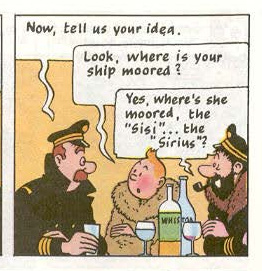 Now, tell us your idea.
Look, where is your
ship moored?
Yes, where's she
moored, the
"Sisi"... the
"Sirius"?